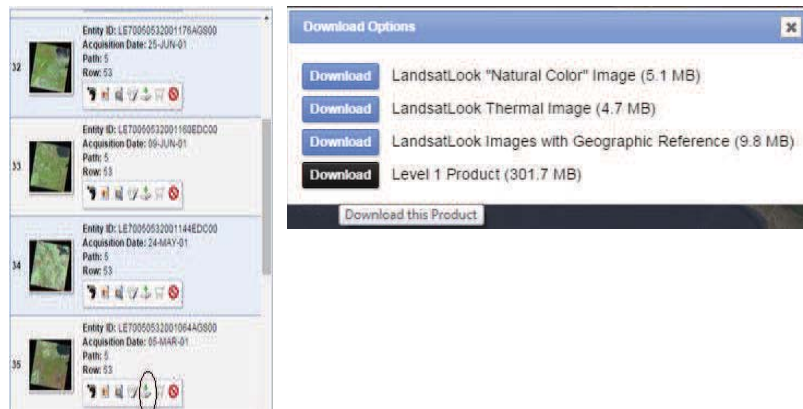 32
Entity ID: LE70050532001176AGS00
Acquisition Date: 25-JUN-01
Path: 5
Row: 53
33
Entity ID: LE70050532001160EDC00
Acquisition Date: 09-JUN-01
Path: 5
Row: 53
34
Entity ID: LE70050532001144EDC00
Acquisition Date: 24-MAY-01
Path: 5
Row: 53
35
Entity ID: LE70050532001064AGS00
Acquisition Date: 05-MAR-01
Path: 5
Row: 53
Download Options
Download LandsatLook "Natural Color" Image (5.1 MB)
Download LandsatLook Thermal Image (4.7 MB)
Download LandsatLook Images with Geographic Reference (9.8 MB)
Download Level 1 Product (301.7 MB)
Download this Product